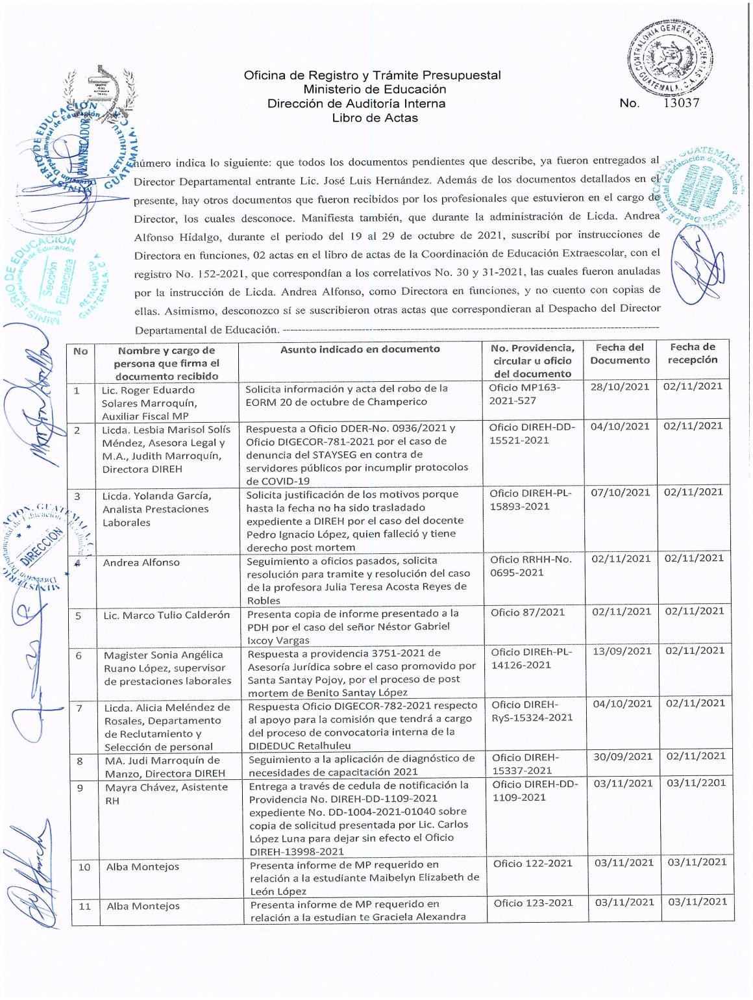 CONTRALORÍA GENERAL DE CUENTAS
GUATEMALA, C.A.
Oficina de Registro y Trámite Presupuestal
Ministerio de Educación
Dirección de Auditoría Interna
Libro de Actas
No. 13037
MINISTERIO DE EDUCACIÓN
Departamental de Educación
PLANIFICADOR
RETALHULEU
GUATEMALA, C.A.
número indica lo siguiente: que todos los documentos pendientes que describe, ya fueron entregados al
Director Departamental entrante Lic. José Luis Hernández. Además de los documentos detallados en el
presente, hay otros documentos que fueron recibidos por los profesionales que estuvieron en el cargo de
Director, los cuales desconoce. Manifiesta también, que durante la administración de Licda. Andrea
Alfonso Hidalgo, durante el periodo del 19 al 29 de octubre de 2021, suscribí por instrucciones de
Directora en funciones, 02 actas en el libro de actas de la Coordinación de Educación Extraescolar, con el
registro No. 152-2021, que correspondían a los correlativos No. 30 y 31-2021, las cuales fueron anuladas
por la instrucción de Licda. Andrea Alfonso, como Directora en funciones, y no cuento con copias de
ellas. Asimismo, desconozco sí se suscribieron otras actas que correspondieran al Despacho del Director
Departamental de Educación. ---
MINISTERIO DE EDUCACIÓN
Sección
Financiera
RETALHULEU
GUATEMALA, C.A.
No Nombre y cargo de persona que firma el documento recibido Asunto indicado en documento No. Providencia, circular u oficio del documento Fecha del Documento Fecha de recepción
1 Lic. Roger Eduardo Solicita información y acta del robo de la Oficio MP163- 28/10/2021 02/11/2021
Solares Marroquín, EORM 20 de octubre de Champerico 2021-527
Auxiliar Fiscal MP
2 Licda. Lesbia Marisol Solís Respuesta a Oficio DDER-No. 0936/2021 y Oficio DIREH-DD- 04/10/2021 02/11/2021
Méndez, Asesora Legal y Oficio DIGECOR-781-2021 por el caso de 15521-2021
M.A., Judith Marroquín, denuncia del STAYSEG en contra de
Directora DIREH servidores públicos por incumplir protocolos
de COVID-19
3 Licda. Yolanda García, Solicita justificación de los motivos porque Oficio DIREH-PL- 07/10/2021 02/11/2021
Analista Prestaciones hasta la fecha no ha sido trasladado 15893-2021
Laborales expediente a DIREH por el caso del docente
Pedro Ignacio López, quien falleció y tiene
derecho post mortem
DIRECCIÓN
4 Andrea Alfonso Seguimiento a oficios pasados, solicita Oficio RRHH-No. 02/11/2021 02/11/2021
resolución para tramite y resolución del caso 0695-2021
de la profesora Julia Teresa Acosta Reyes de
Robles
5 Lic. Marco Tulio Calderón Presenta copia de informe presentado a la Oficio 87/2021 02/11/2021 02/11/2021
PDH por el caso del señor Néstor Gabriel
Ixcoy Vargas
6 Magister Sonia Angélica Respuesta a providencia 3751-2021 de Oficio DIREh-PL- 13/09/2021 02/11/2021
Ruano López, supervisor Asesoría Jurídica sobre el caso promovido por 14126-2021
de prestaciones laborales Santa Santay Pojoy, por el proceso de post
mortem de Benito Santay López
7 Licda. Alicia Meléndez de Respuesta Oficio DIGECOR-782-2021 respecto Oficio DIREH- 04/10/2021 02/11/2021
Rosales, Departamento al apoyo para la comisión que tendrá a cargo RyS-15324-2021
de Reclutamiento y del proceso de convocatoria interna de la
Selección de personal DIDEDUC Retalhuleu
8 MA. Judi Marroquín de Seguimiento a la aplicación de diagnóstico de Oficio DIREH- 30/09/2021 02/11/2021
Manzo, Directora DIREH necesidades de capacitación 2021 15337-2021
9 Mayra Chávez, Asistente Entrega a través de cedula de notificación la Oficio DIREH-DD- 03/11/2021 03/11/2201
RH Providencia No. DIREH-DD-1109-2021 1109-2021
expediente No. DD-1004-2021-01040 sobre
copia de solicitud presentada por Lic. Carlos
López Luna para dejar sin efecto el Oficio
DIREH-13998-2021
10 Alba Montejos Presenta informe de MP requerido en Oficio 122-2021 03/11/2021 03/11/2021
relación a la estudiante Maibelyn Elizabeth de
León López
11 Alba Montejos Presenta informe de MP requerido en Oficio 123-2021 03/11/2021 03/11/2021
relación a la estudian te Graciela Alexandra